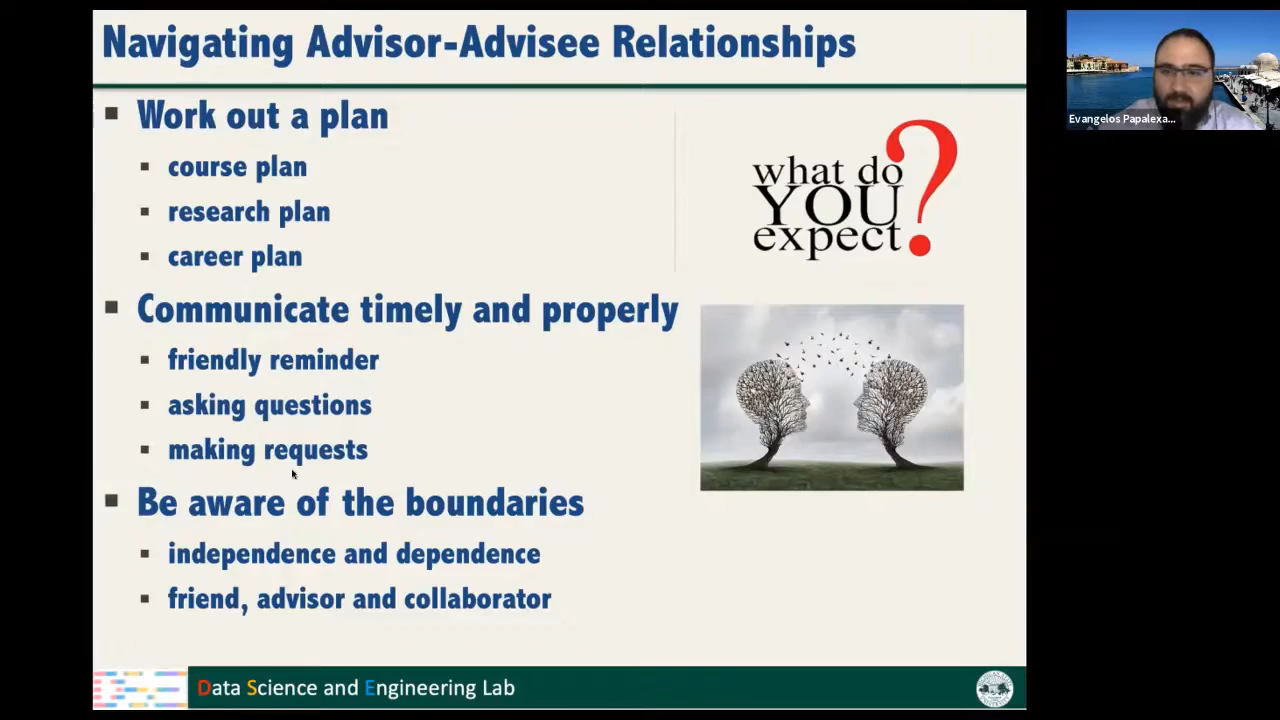 Navigating Advisor-Advisee Relationships
Work out a plan
course plan
research plan
career plan
Communicate timely and properly
friendly reminder
asking questions
making requests
Be aware of the boundaries
independence and dependence
friend, advisor and collaborator
what do
YOU
expect
?
Data Science and Engineering Lab
Evangelos Papalexa...